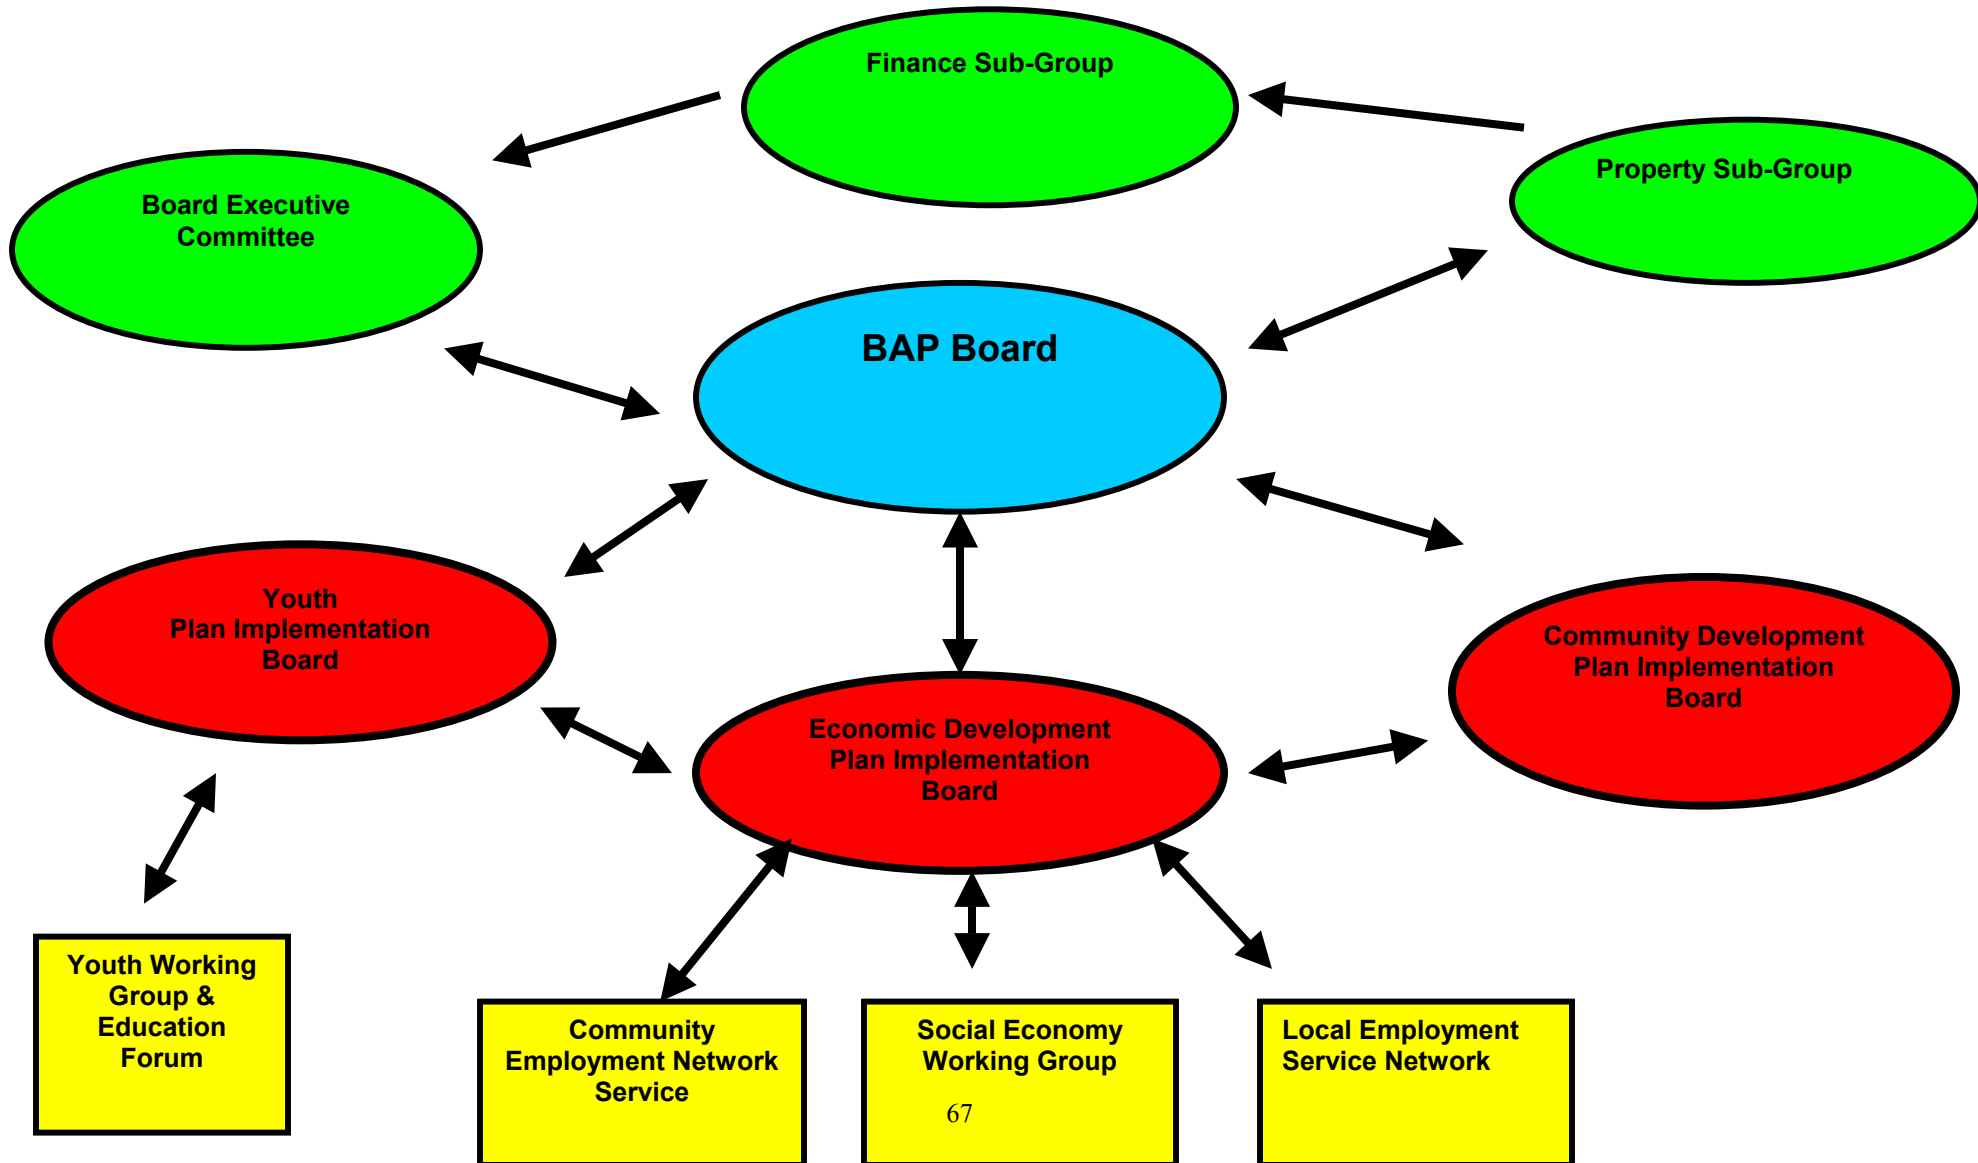 Finance Sub-Group
Property Sub-Group
Board Executive
Committee
BAP Board
Youth
Plan Implementation
Board
Community Development
Plan Implementation
Board
Economic Development
Plan Implementation
Board
Youth Working
Group &
Education
Forum
Community
Employment Network
Service
Social Economy
Working Group
67
Local Employment
Service Network